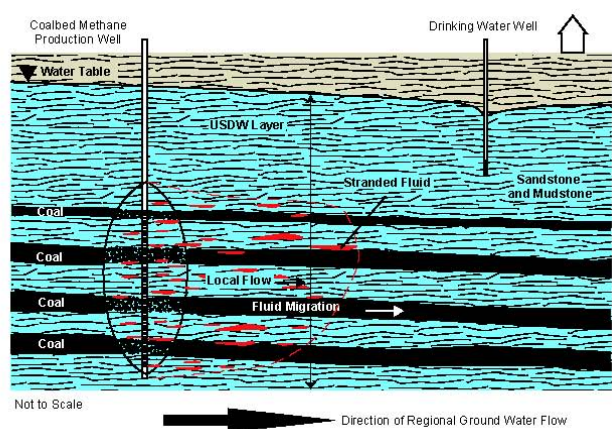 Coalbed Methane
Production Well
Drinking Water Well
Water Table
USDW Layer
Stranded Fluid
Sandstone
and Mudstone
Coal
Coal
Local Flow
Coal
Fluid Migration
Coal
Not to Scale
Direction of Regional Ground Water Flow